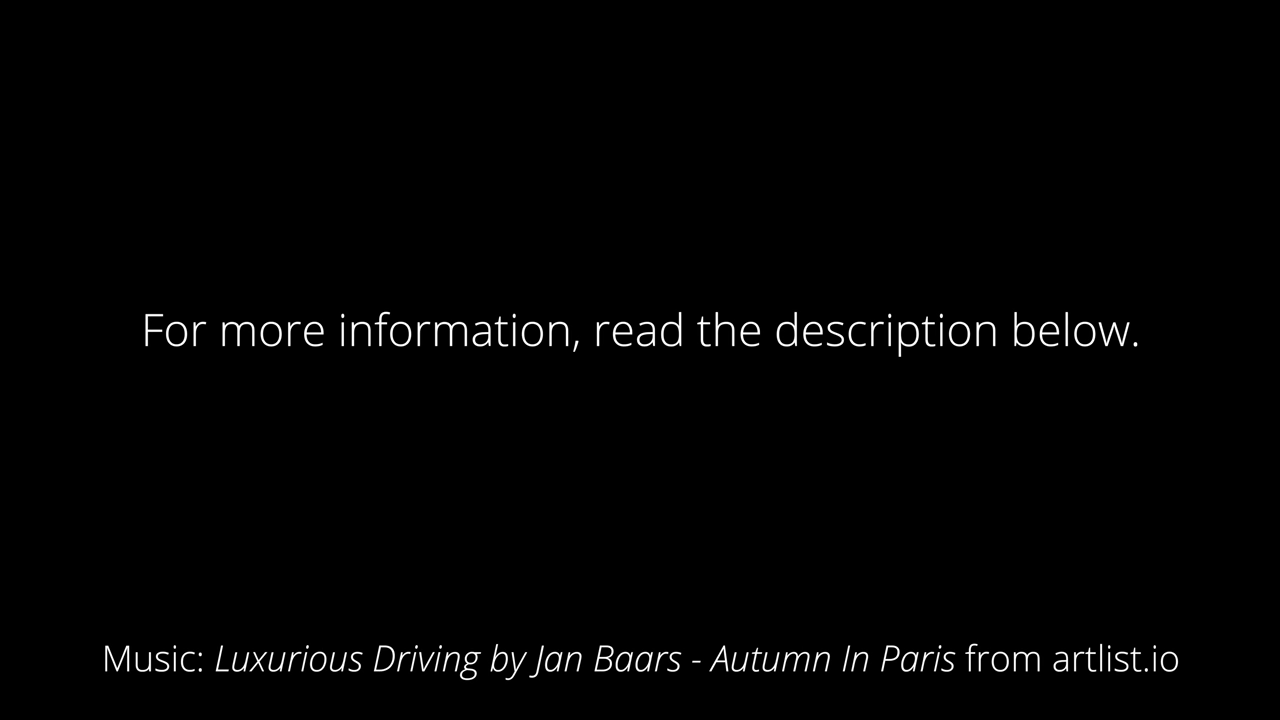 For more information, read the description below.
Music: Luxurious Driving by Jan Baars - Autumn In Paris from artlist.io